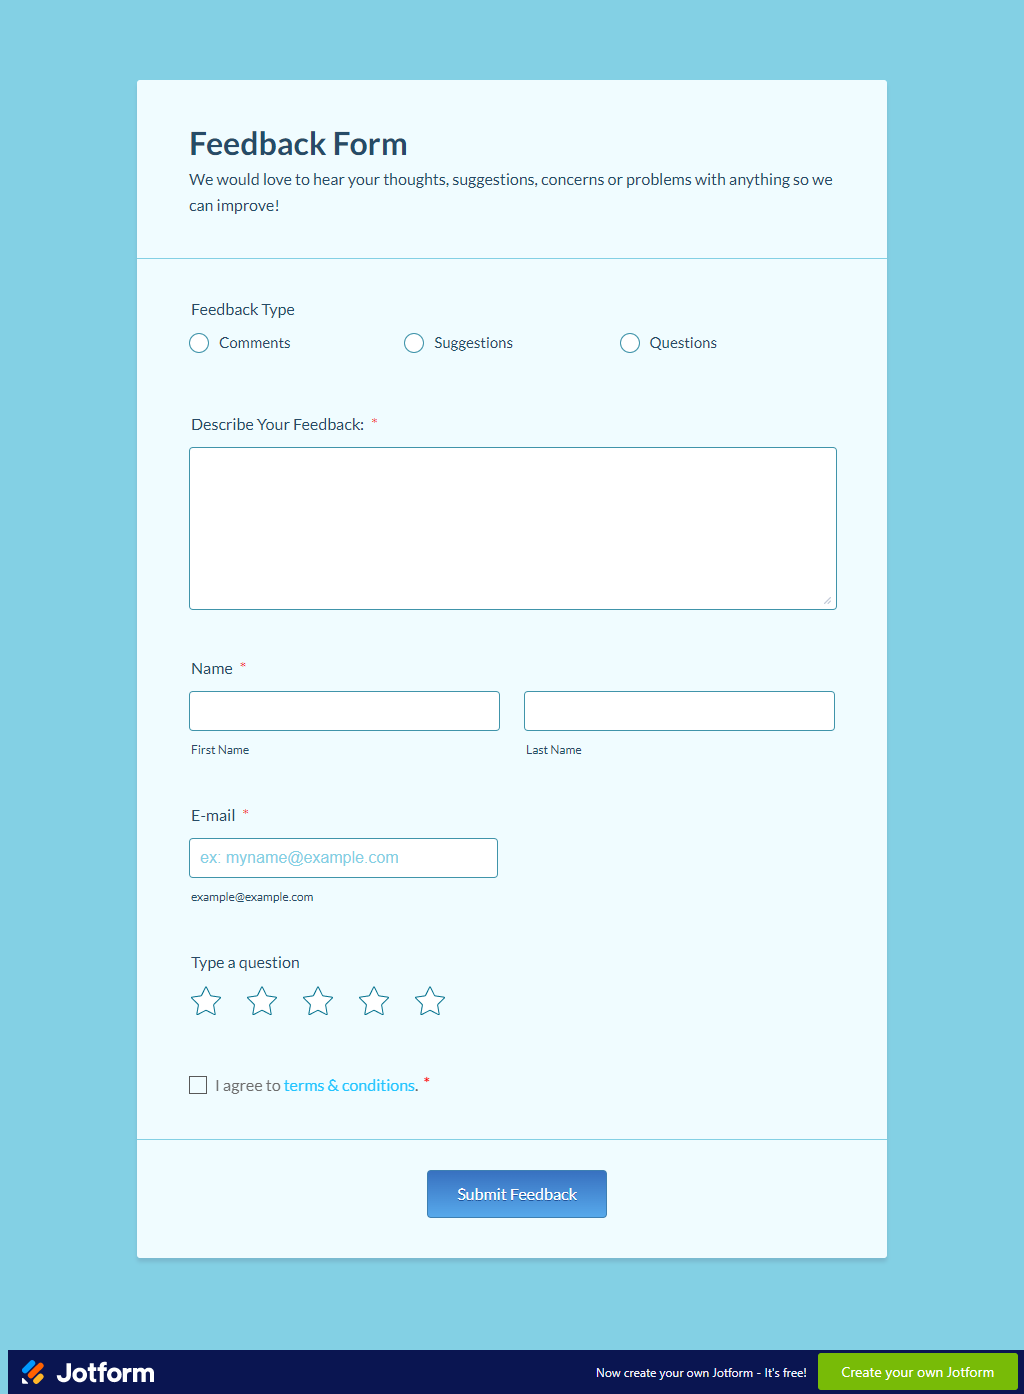 Feedback Form
We would love to hear your thoughts, suggestions, concerns or problems with anything so we
can improve!
Feedback Type
Comments
Suggestions
Questions
Describe Your Feedback: *
Name *
First Name
Last Name
E-mail *
ex: myname@example.com
example@example.com
Type a question
I agree to terms & conditions. *
Submit Feedback
Jotform
Now create your own Jotform - It's free!
Create your own Jotform